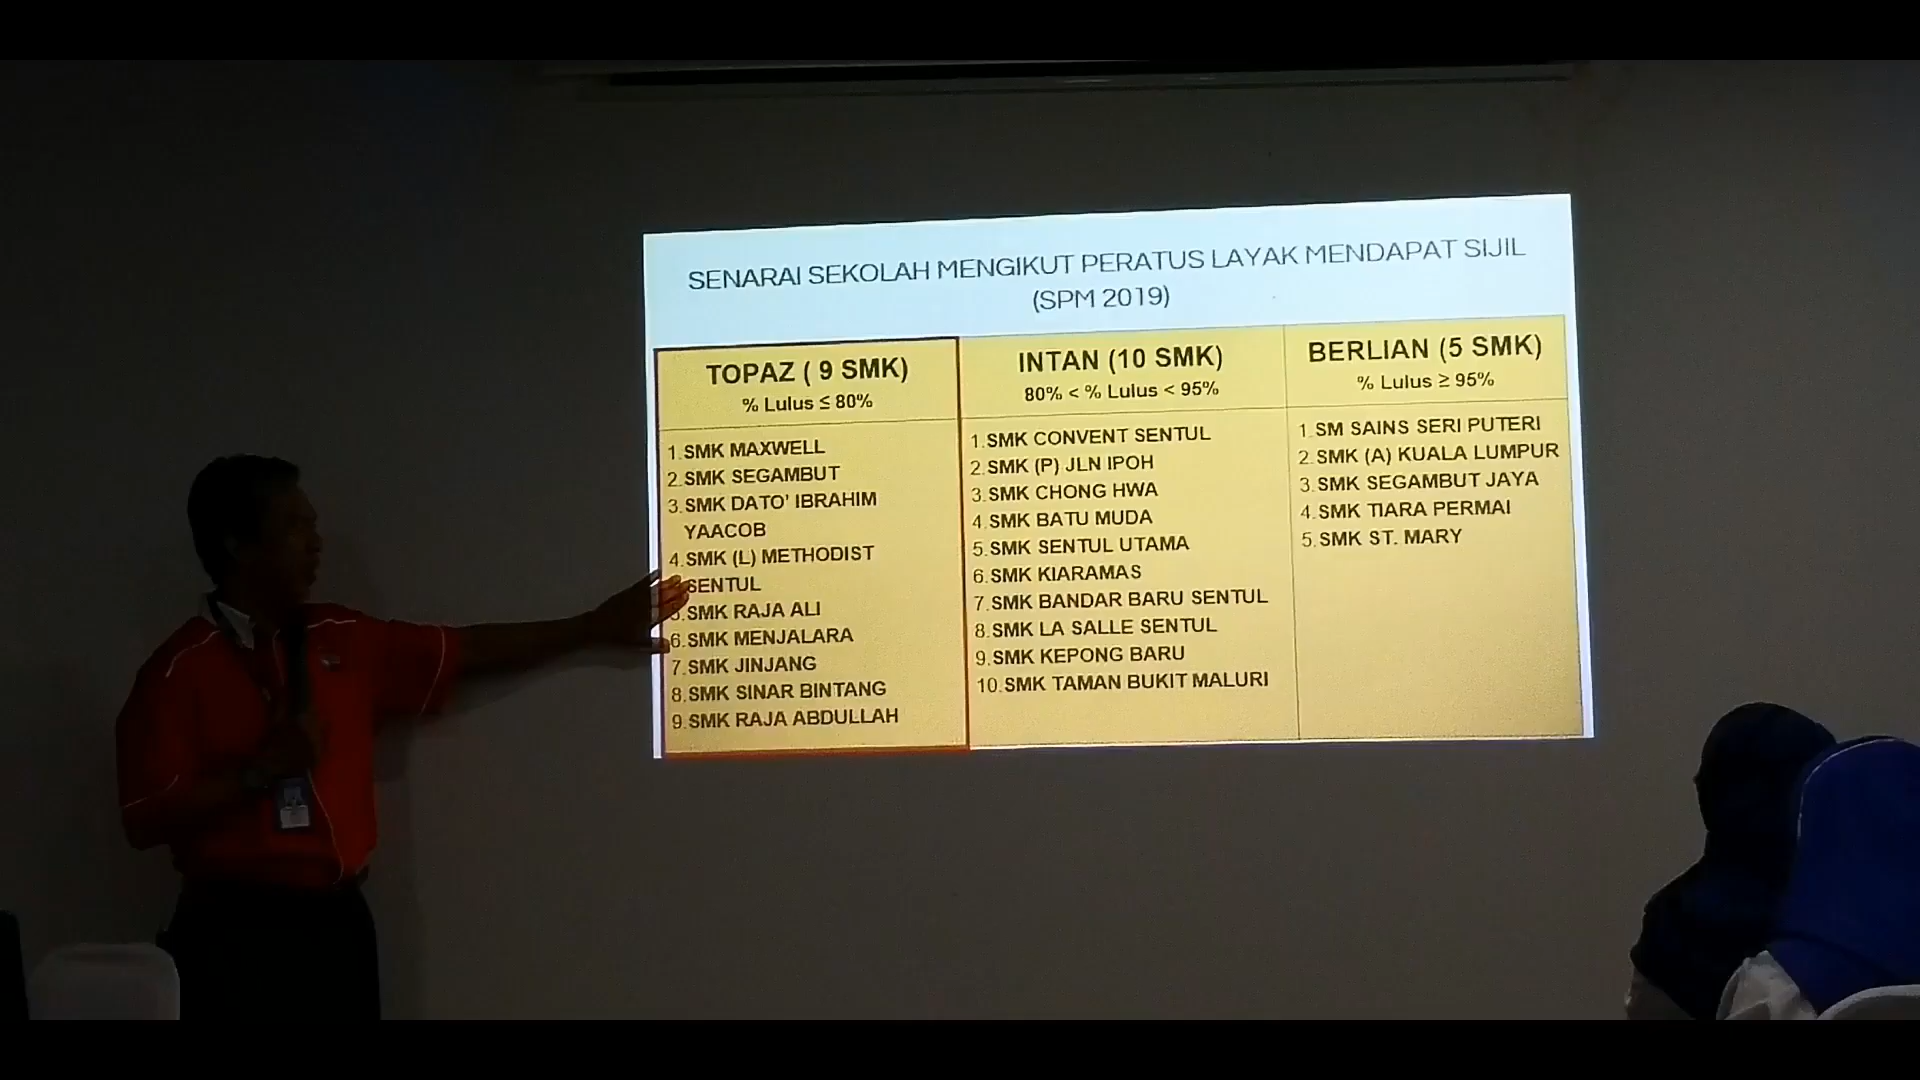 SENARAI SEKOLAH MENGIKUT PERATUS LAYAK MENDAPAT SIJIL
(SPM 2019)
TOPAZ ( 9 SMK)
% Lulus ≤ 80%
1.SMK MAXWELL
2.SMK SEGAMBUT
3.SMK DATO' IBRAHIM
YAACOB
4.SMK (L) METHODIST
SENTUL
5.SMK RAJA ALI
6.SMK MENJALARA
7.SMK JINJANG
8.SMK SINAR BINTANG
9.SMK RAJA ABDULLAH
INTAN (10 SMK)
80% < % Lulus < 95%
1.SMK CONVENT SENTUL
2.SMK (P) JLN IPOH
3.SMK CHONG HWA
4.SMK BATU MUDA
5.SMK SENTUL UTAMA
6.SMK KIARAMAS
7.SMK BANDAR BARU SENTUL
8.SMK LA SALLE SENTUL
9.SMK KEPONG BARU
10.SMK TAMAN BUKIT MALURI
BERLIAN (5 SMK)
% Lulus ≥ 95%
1.SM SAINS SERI PUTERI
2.SMK (A) KUALA LUMPUR
3.SMK SEGAMBUT JAYA
4.SMK TIARA PERMAI
5.SMK ST. MARY